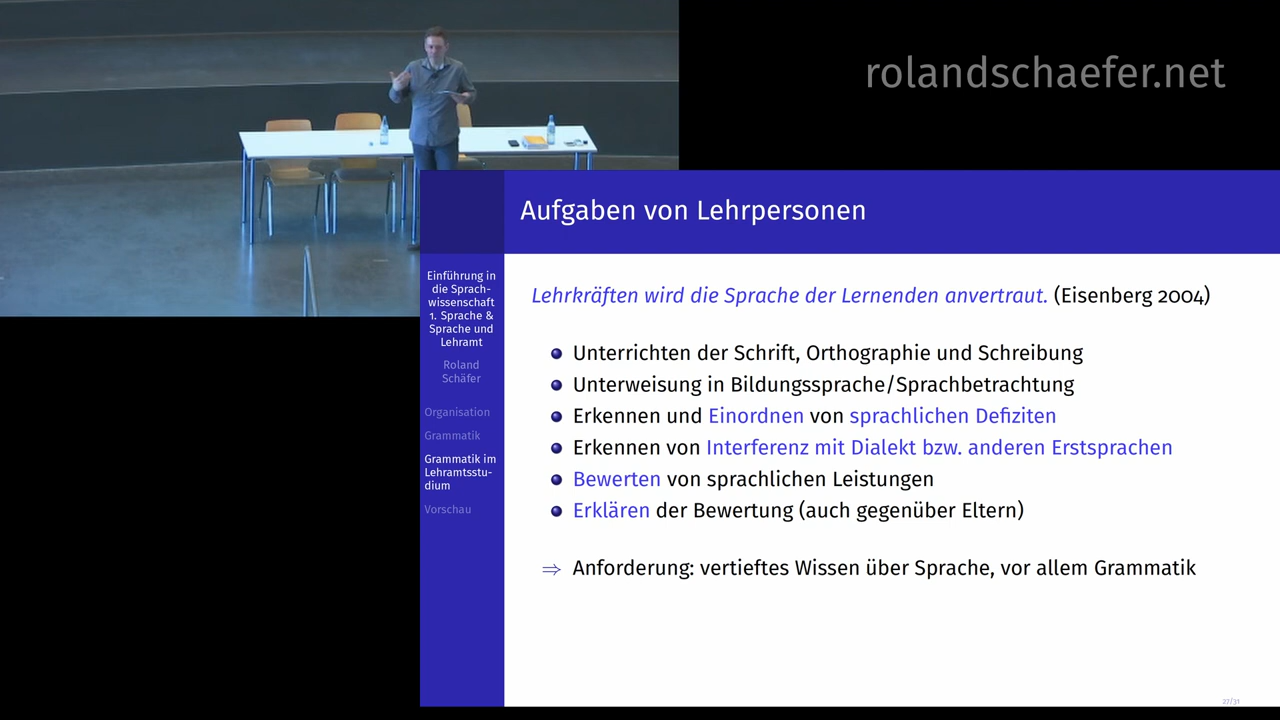 rolandschaefer.net
Aufgaben von Lehrpersonen
Einführung in
die Sprach-
wissenschaft
1. Sprache &
Sprache und
Lehramt
Roland
Schäfer
Organisation
Grammatik
Grammatik im
Lehramtsstu-
dium
Vorschau
Lehrkräften wird die Sprache der Lernenden anvertraut. (Eisenberg 2004)
Unterrichten der Schrift, Orthographie und Schreibung
Unterweisung in Bildungssprache/Sprachbetrachtung
Erkennen und Einordnen von sprachlichen Defiziten
Erkennen von Interferenz mit Dialekt bzw. anderen Erstsprachen
Bewerten von sprachlichen Leistungen
Erklären der Bewertung (auch gegenüber Eltern)
⇒ Anforderung: vertieftes Wissen über Sprache, vor allem Grammatik
27/31